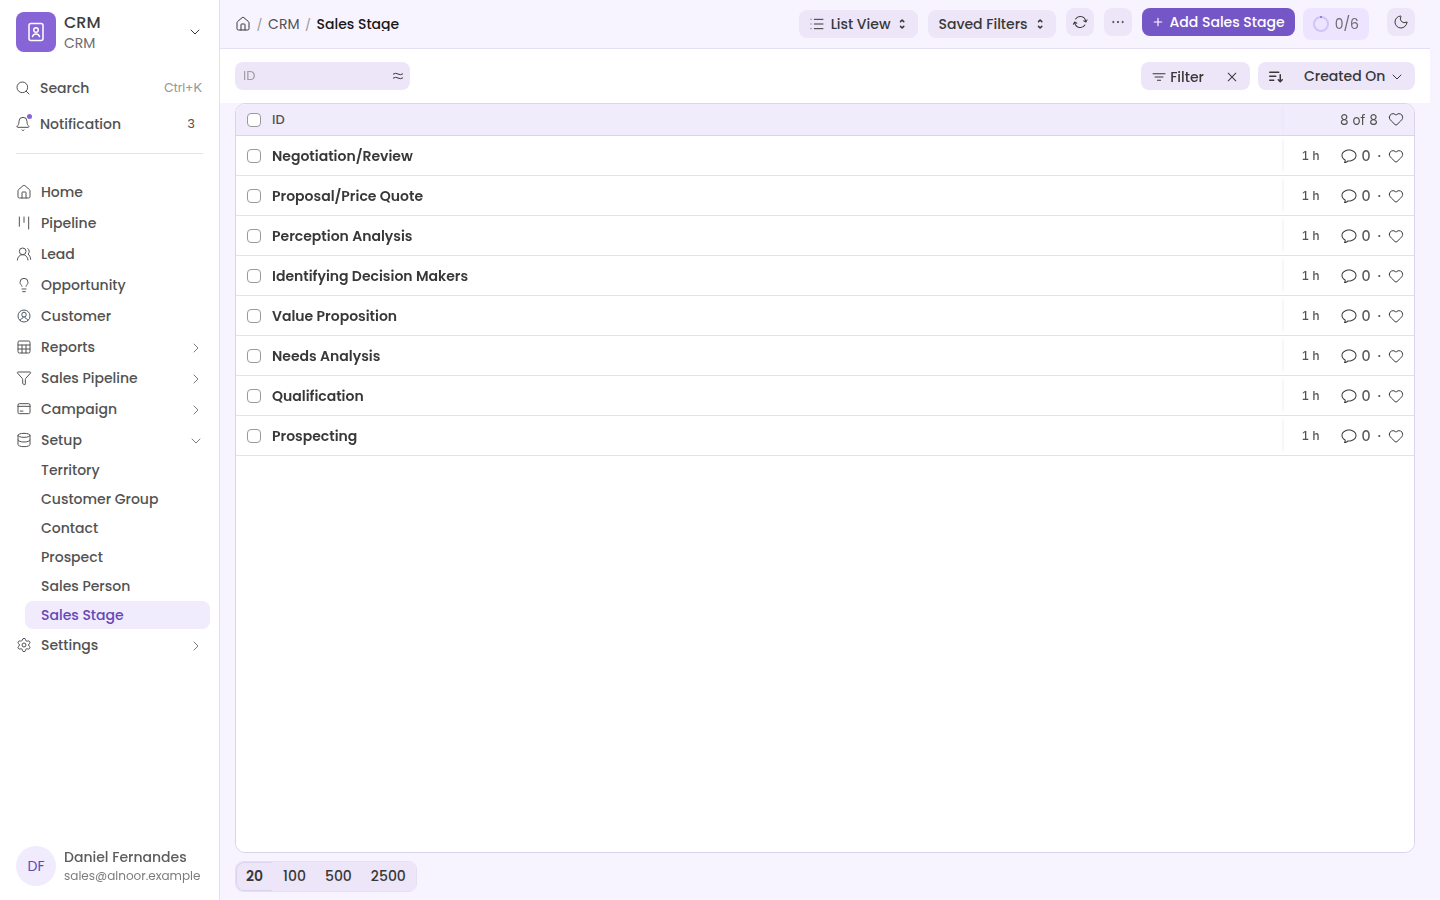 CRM
CRM
Search Ctrl+K
Notification 3
Home
Pipeline
Lead
Opportunity
Customer
Reports
Sales Pipeline
Campaign
Setup
Territory
Customer Group
Contact
Prospect
Sales Person
Sales Stage
Settings
DF
Daniel Fernandes
sales@alnoor.example
/ CRM / Sales Stage
List View
Saved Filters
+ Add Sales Stage
0/6
ID ≈
Filter ×
Created On
ID 8 of 8
Negotiation/Review 1 h 0 ·
Proposal/Price Quote 1 h 0 ·
Perception Analysis 1 h 0 ·
Identifying Decision Makers 1 h 0 ·
Value Proposition 1 h 0 ·
Needs Analysis 1 h 0 ·
Qualification 1 h 0 ·
Prospecting 1 h 0 ·
20 100 500 2500